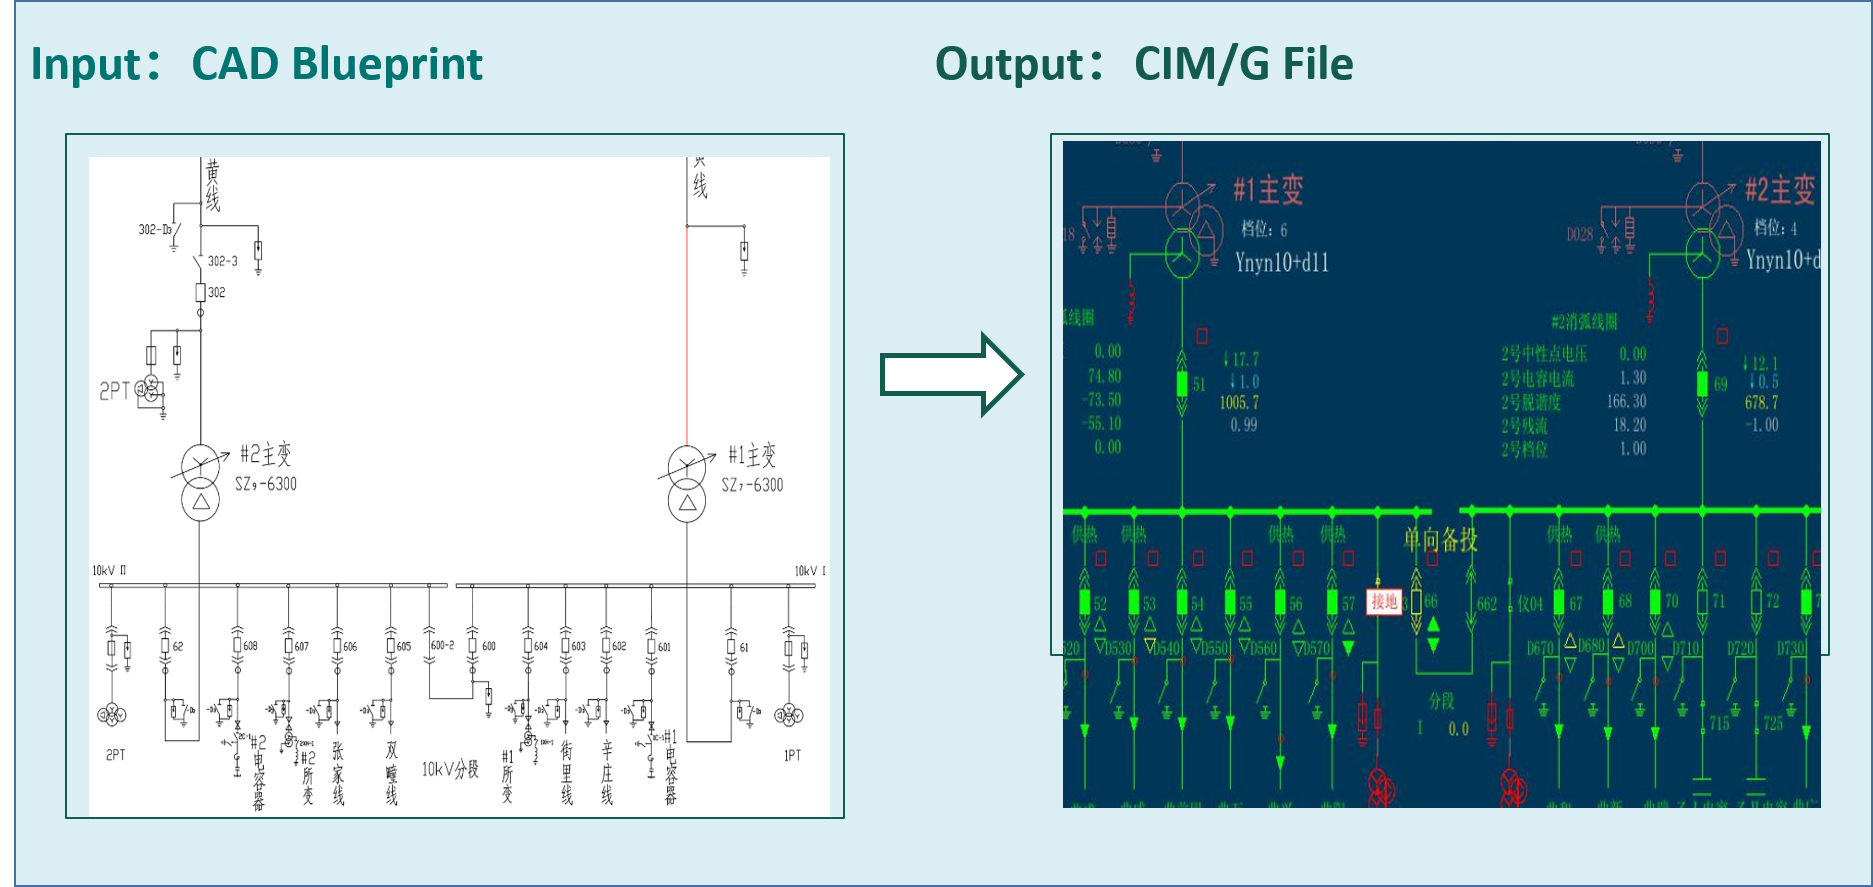 Input：CAD Blueprint
Output：CIM/G File
黄线
302-D3
302-3
302
2PT
#2主变
SZ9-6300
线
#1主变
SZ7-6300
10kV II
10kV I
62
608
607
606
605
600-2
600
604
603
602
601
61
2PT
#2电容器
#2所变
张家线
双疃线
10kV分段
#1所变
街里线
辛庄线
#1电容器
1PT
#1主变
档位：6
Ynyn10+d11
18
弧线圈
0.00
74.80
-73.50
-55.10
0.00
51
↓17.7
↓1.0
1005.7
0.99
#2主变
档位：4
Ynyn10+d
D028
#2消弧线圈
2号中性点电压 0.00
2号电容电流 1.30
2号脱谐度 166.30
2号残流 18.20
2号档位 1.00
69
↓12.1
↓0.5
678.7
-1.00
供热
供热
供热
供热
单向备投
供热
供热
52
53
54
55
56
57
接地
3
66
662
仪04
67
68
70
71
72
7
520
D530
D540
D550
D560
D570
D670
D680
D700
D710
D720
D730
分段
I 0.0
715
725